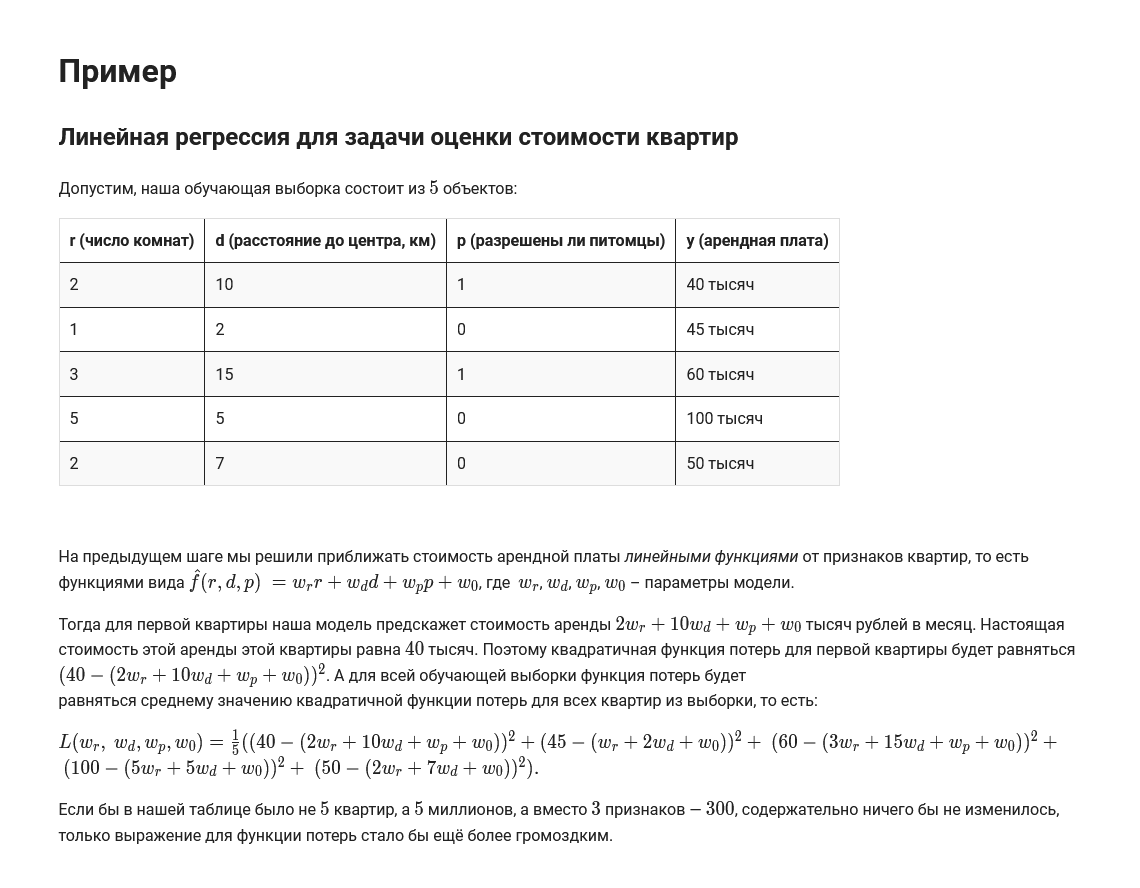 Пример
Линейная регрессия для задачи оценки стоимости квартир
Допустим, наша обучающая выборка состоит из 5 объектов:
r (число комнат) d (расстояние до центра, км) p (разрешены ли питомцы) y (арендная плата)
2 10 1 40 тысяч
1 2 0 45 тысяч
3 15 1 60 тысяч
5 5 0 100 тысяч
2 7 0 50 тысяч
На предыдущем шаге мы решили приближать стоимость арендной платы линейными функциями от признаков квартир, то есть
функциями вида $\hat{f}(r, d, p) = w_r r + w_d d + w_p p + w_0$, где $w_r, w_d, w_p, w_0$ – параметры модели.
Тогда для первой квартиры наша модель предскажет стоимость аренды $2w_r + 10w_d + w_p + w_0$ тысяч рублей в месяц. Настоящая
стоимость этой аренды этой квартиры равна 40 тысяч. Поэтому квадратичная функция потерь для первой квартиры будет равняться
$(40 - (2w_r + 10w_d + w_p + w_0))^2$. А для всей обучающей выборки функция потерь будет
равняться среднему значению квадратичной функции потерь для всех квартир из выборки, то есть:
$L(w_r, w_d, w_p, w_0) = \frac{1}{5}((40 - (2w_r + 10w_d + w_p + w_0))^2 + (45 - (w_r + 2w_d + w_0))^2 + (60 - (3w_r + 15w_d + w_p + w_0))^2 +$
$(100 - (5w_r + 5w_d + w_0))^2 + (50 - (2w_r + 7w_d + w_0))^2).$
Если бы в нашей таблице было не 5 квартир, а 5 миллионов, а вместо 3 признаков — 300, содержательно ничего бы не изменилось,
только выражение для функции потерь стало бы ещё более громоздким.